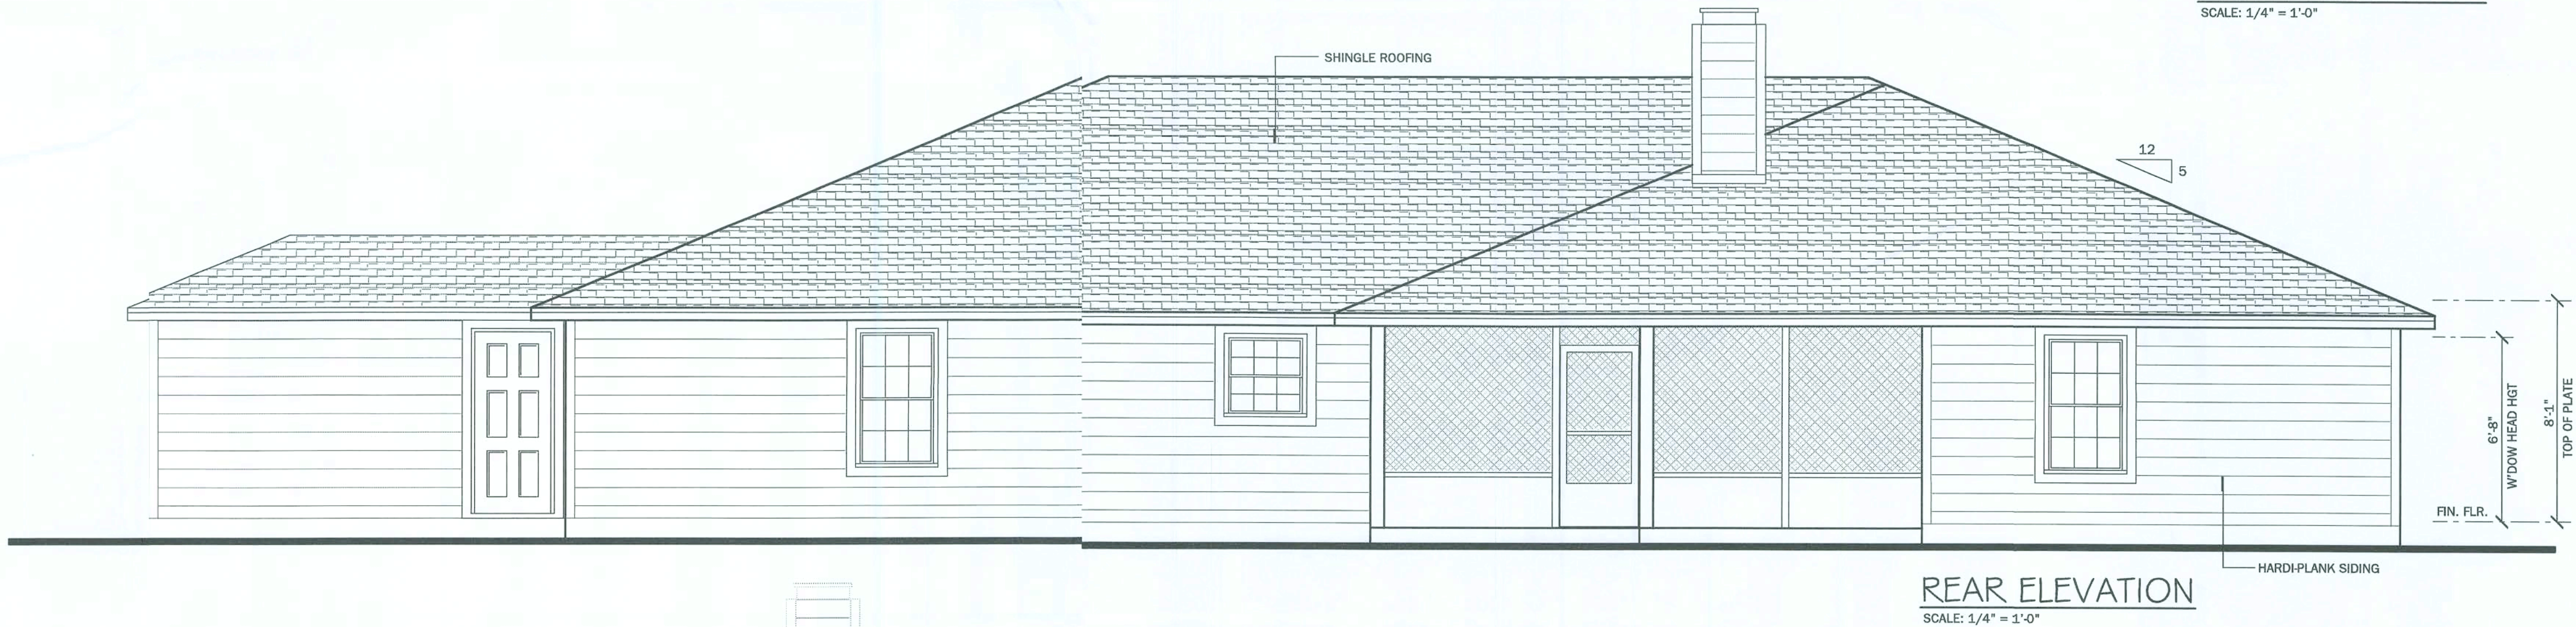 SCALE: 1/4" = 1'-0"
SHINGLE ROOFING
12
5
6'-8"
W'DOW HEAD HGT
8'-1"
TOP OF PLATE
FIN. FLR.
HARDI-PLANK SIDING
REAR ELEVATION
SCALE: 1/4" = 1'-0"